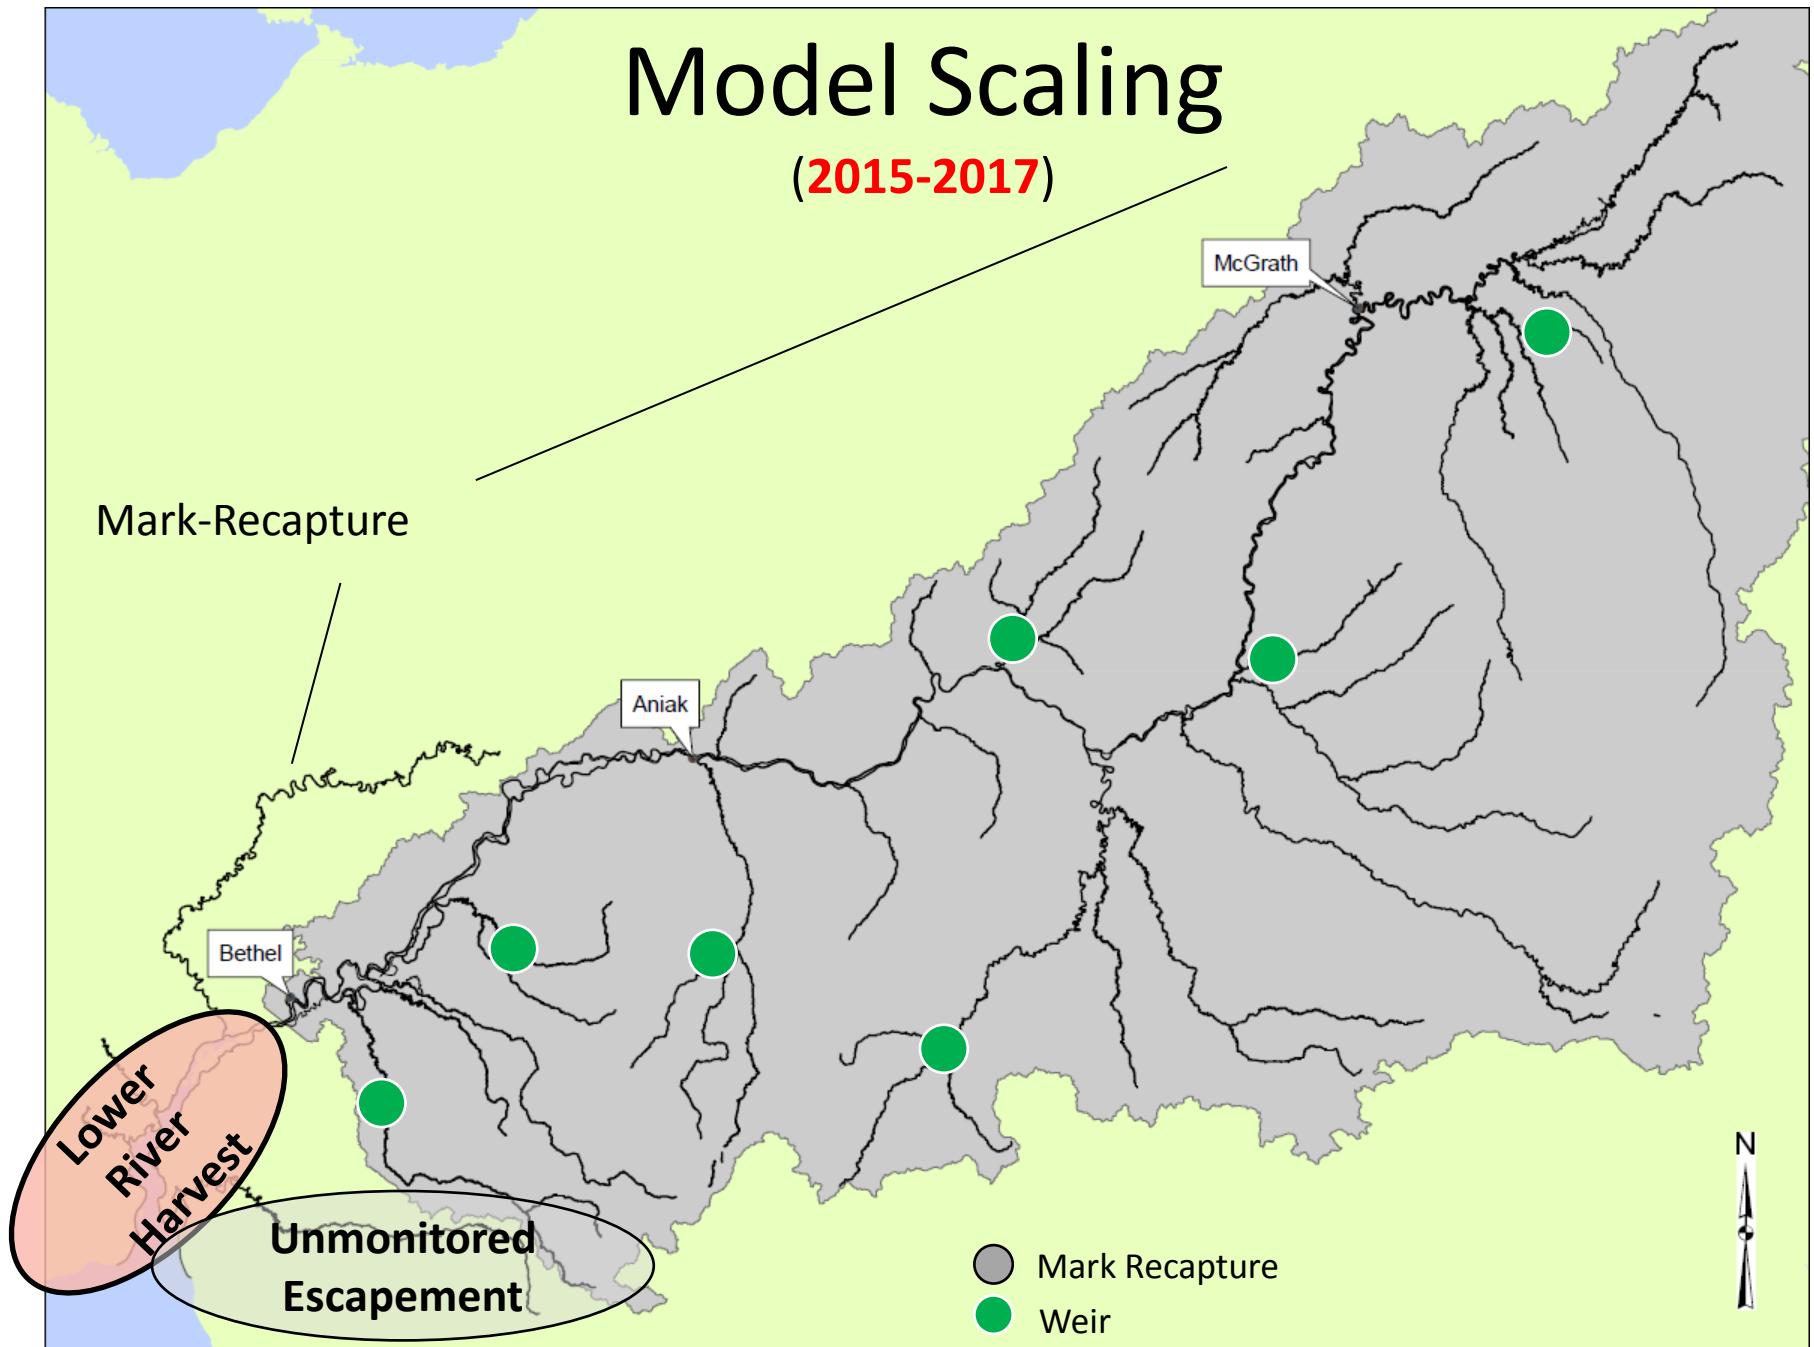 Model Scaling
(2015-2017)
McGrath
Mark-Recapture
Aniak
Bethel
Lower
River
Harvest
Unmonitored
Escapement
N
Mark Recapture
Weir